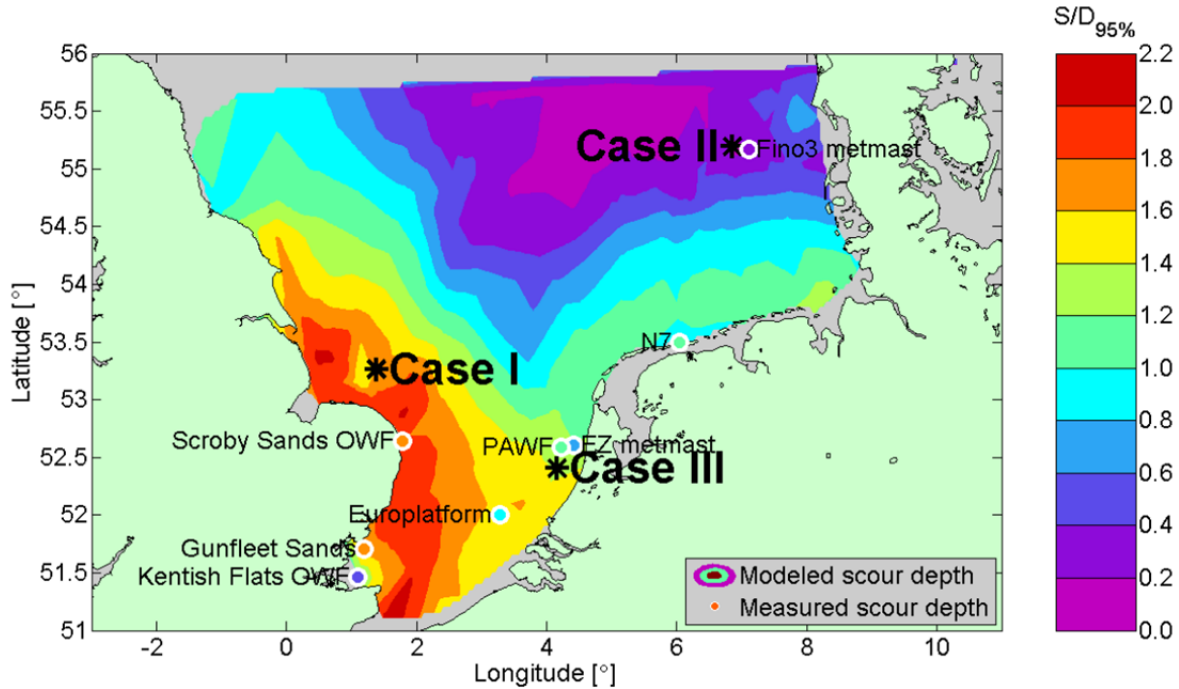 S/D95%
56
55.5
55
54.5
54
53.5
53
52.5
52
51.5
51
Latitude [°]
-2
0
2
4
6
8
10
Longitude [°]
Case II
Fino3 metmast
N7
Case I
Scroby Sands OWF
PAWF
EZ metmast
Case III
Europlatform
Gunfleet Sands
Kentish Flats OWF
Modeled scour depth
Measured scour depth
2.2
2.0
1.8
1.6
1.4
1.2
1.0
0.8
0.6
0.4
0.2
0.0